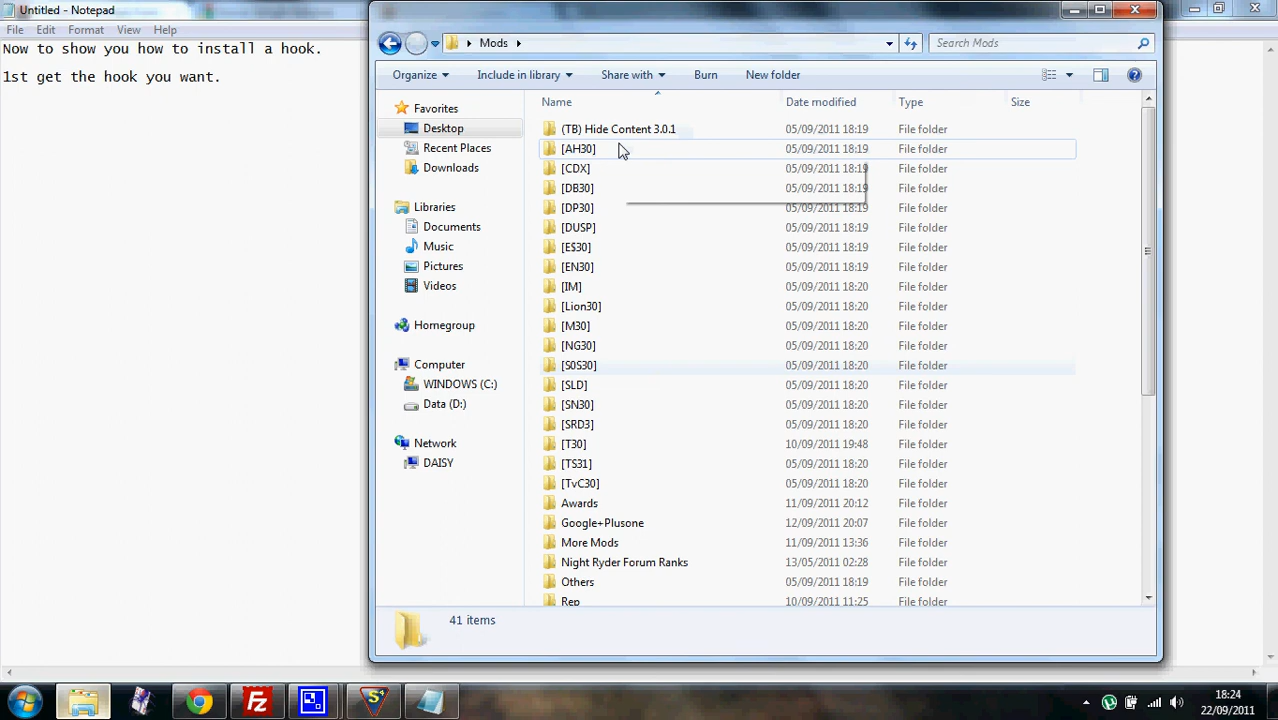 Untitled - Notepad
File Edit Format View Help
Now to show you how to install a hook.
1st get the hook you want.
Mods
Search Mods
Organize Include in library Share with Burn New folder
Favorites
Desktop
Recent Places
Downloads
Libraries
Documents
Music
Pictures
Videos
Homegroup
Computer
WINDOWS (C:)
Data (D:)
Network
DAISY
Name Date modified Type Size
(TB) Hide Content 3.0.1 05/09/2011 18:19 File folder
[AH30] 05/09/2011 18:19 File folder
[CDX] 05/09/2011 18:19 File folder
[DB30] 05/09/2011 18:19 File folder
[DP30] 05/09/2011 18:19 File folder
[DUSP] 05/09/2011 18:19 File folder
[E$30] 05/09/2011 18:19 File folder
[EN30] 05/09/2011 18:19 File folder
[IM] 05/09/2011 18:20 File folder
[Lion30] 05/09/2011 18:20 File folder
[M30] 05/09/2011 18:20 File folder
[NG30] 05/09/2011 18:20 File folder
[S0S30] 05/09/2011 18:20 File folder
[SLD] 05/09/2011 18:20 File folder
[SN30] 05/09/2011 18:20 File folder
[SRD3] 05/09/2011 18:20 File folder
[T30] 10/09/2011 19:48 File folder
[TS31] 05/09/2011 18:20 File folder
[TvC30] 05/09/2011 18:20 File folder
Awards 11/09/2011 20:12 File folder
Google+Plusone 12/09/2011 20:07 File folder
More Mods 11/09/2011 13:36 File folder
Night Ryder Forum Ranks 13/05/2011 02:28 File folder
Others 05/09/2011 18:19 File folder
Rep 10/09/2011 11:25 File folder
41 items
18:24
22/09/2011